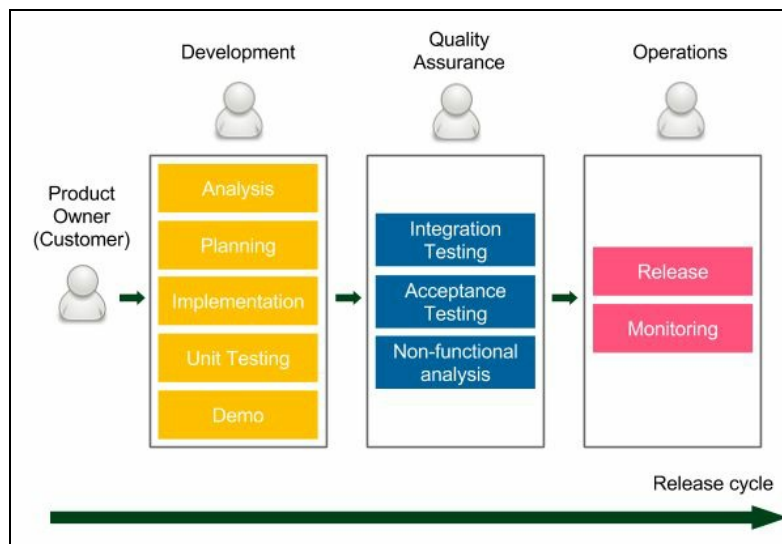 Development
Quality
Assurance
Operations
Product
Owner
(Customer)
Analysis
Planning
Implementation
Unit Testing
Demo
Integration
Testing
Acceptance
Testing
Non-functional
analysis
Release
Monitoring
Release cycle